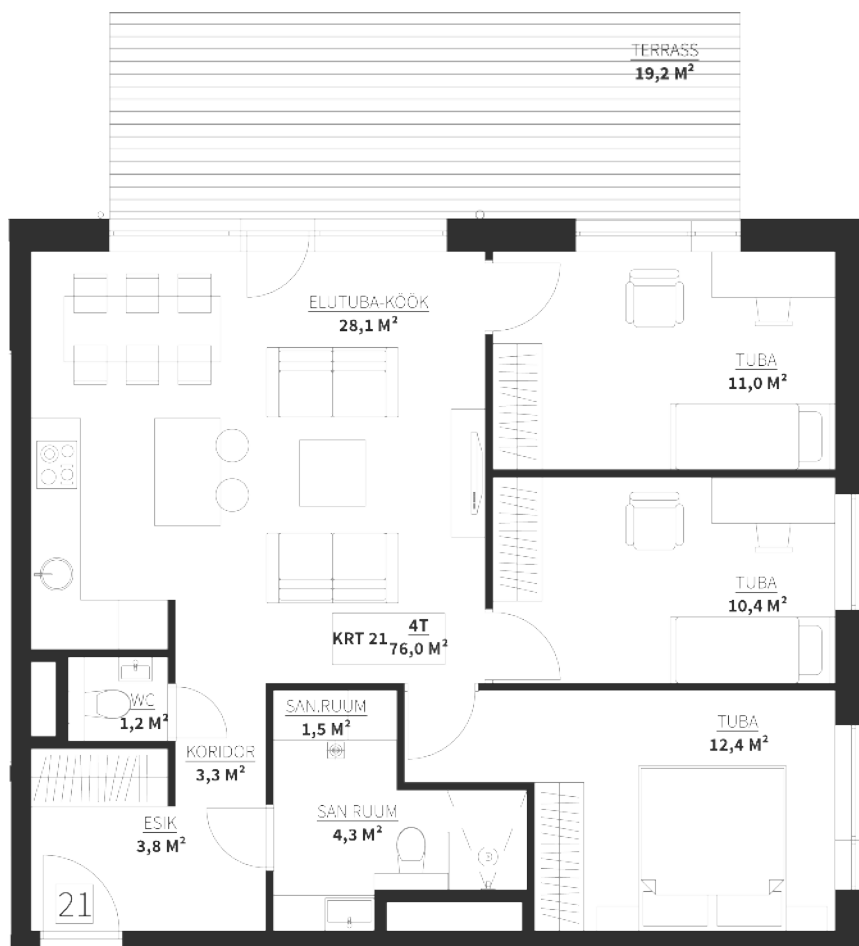 TERRASS
19,2 M²
ELUTUBA-KÖÖK
28,1 M²
TUBA
11,0 M²
TUBA
10,4 M²
KRT 21
4T
76,0 M²
WC
1,2 M²
SAN.RUUM
1,5 M²
TUBA
12,4 M²
KORIDOR
3,3 M²
SAN RUUM
4,3 M²
ESIK
3,8 M²
21